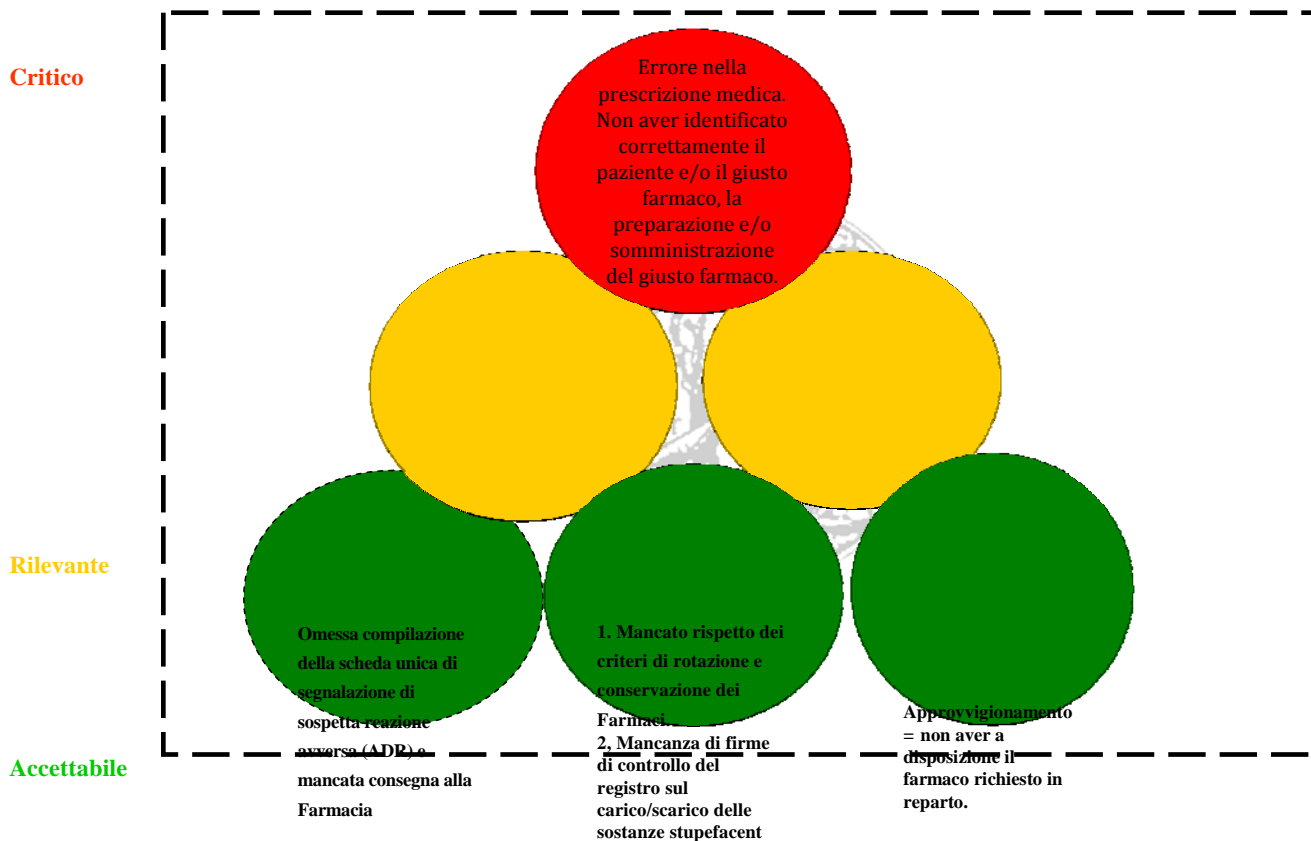 Critico
Errore nella
prescrizione medica.
Non aver identificato
correttamente il
paziente e/o il giusto
farmaco, la
preparazione e/o
somministrazione
del giusto farmaco.
Rilevante
Omessa compilazione
della scheda unica di
segnalazione di
sospetta reazione
avversa (ADR) e
mancata consegna alla
Farmacia
1. Mancato rispetto dei
criteri di rotazione e
conservazione dei
Farmaci.
2, Mancanza di firme
di controllo del
registro sul
carico/scarico delle
sostanze stupefacent
Approvvigionamento
= non aver a
disposizione il
farmaco richiesto in
reparto.
Accettabile